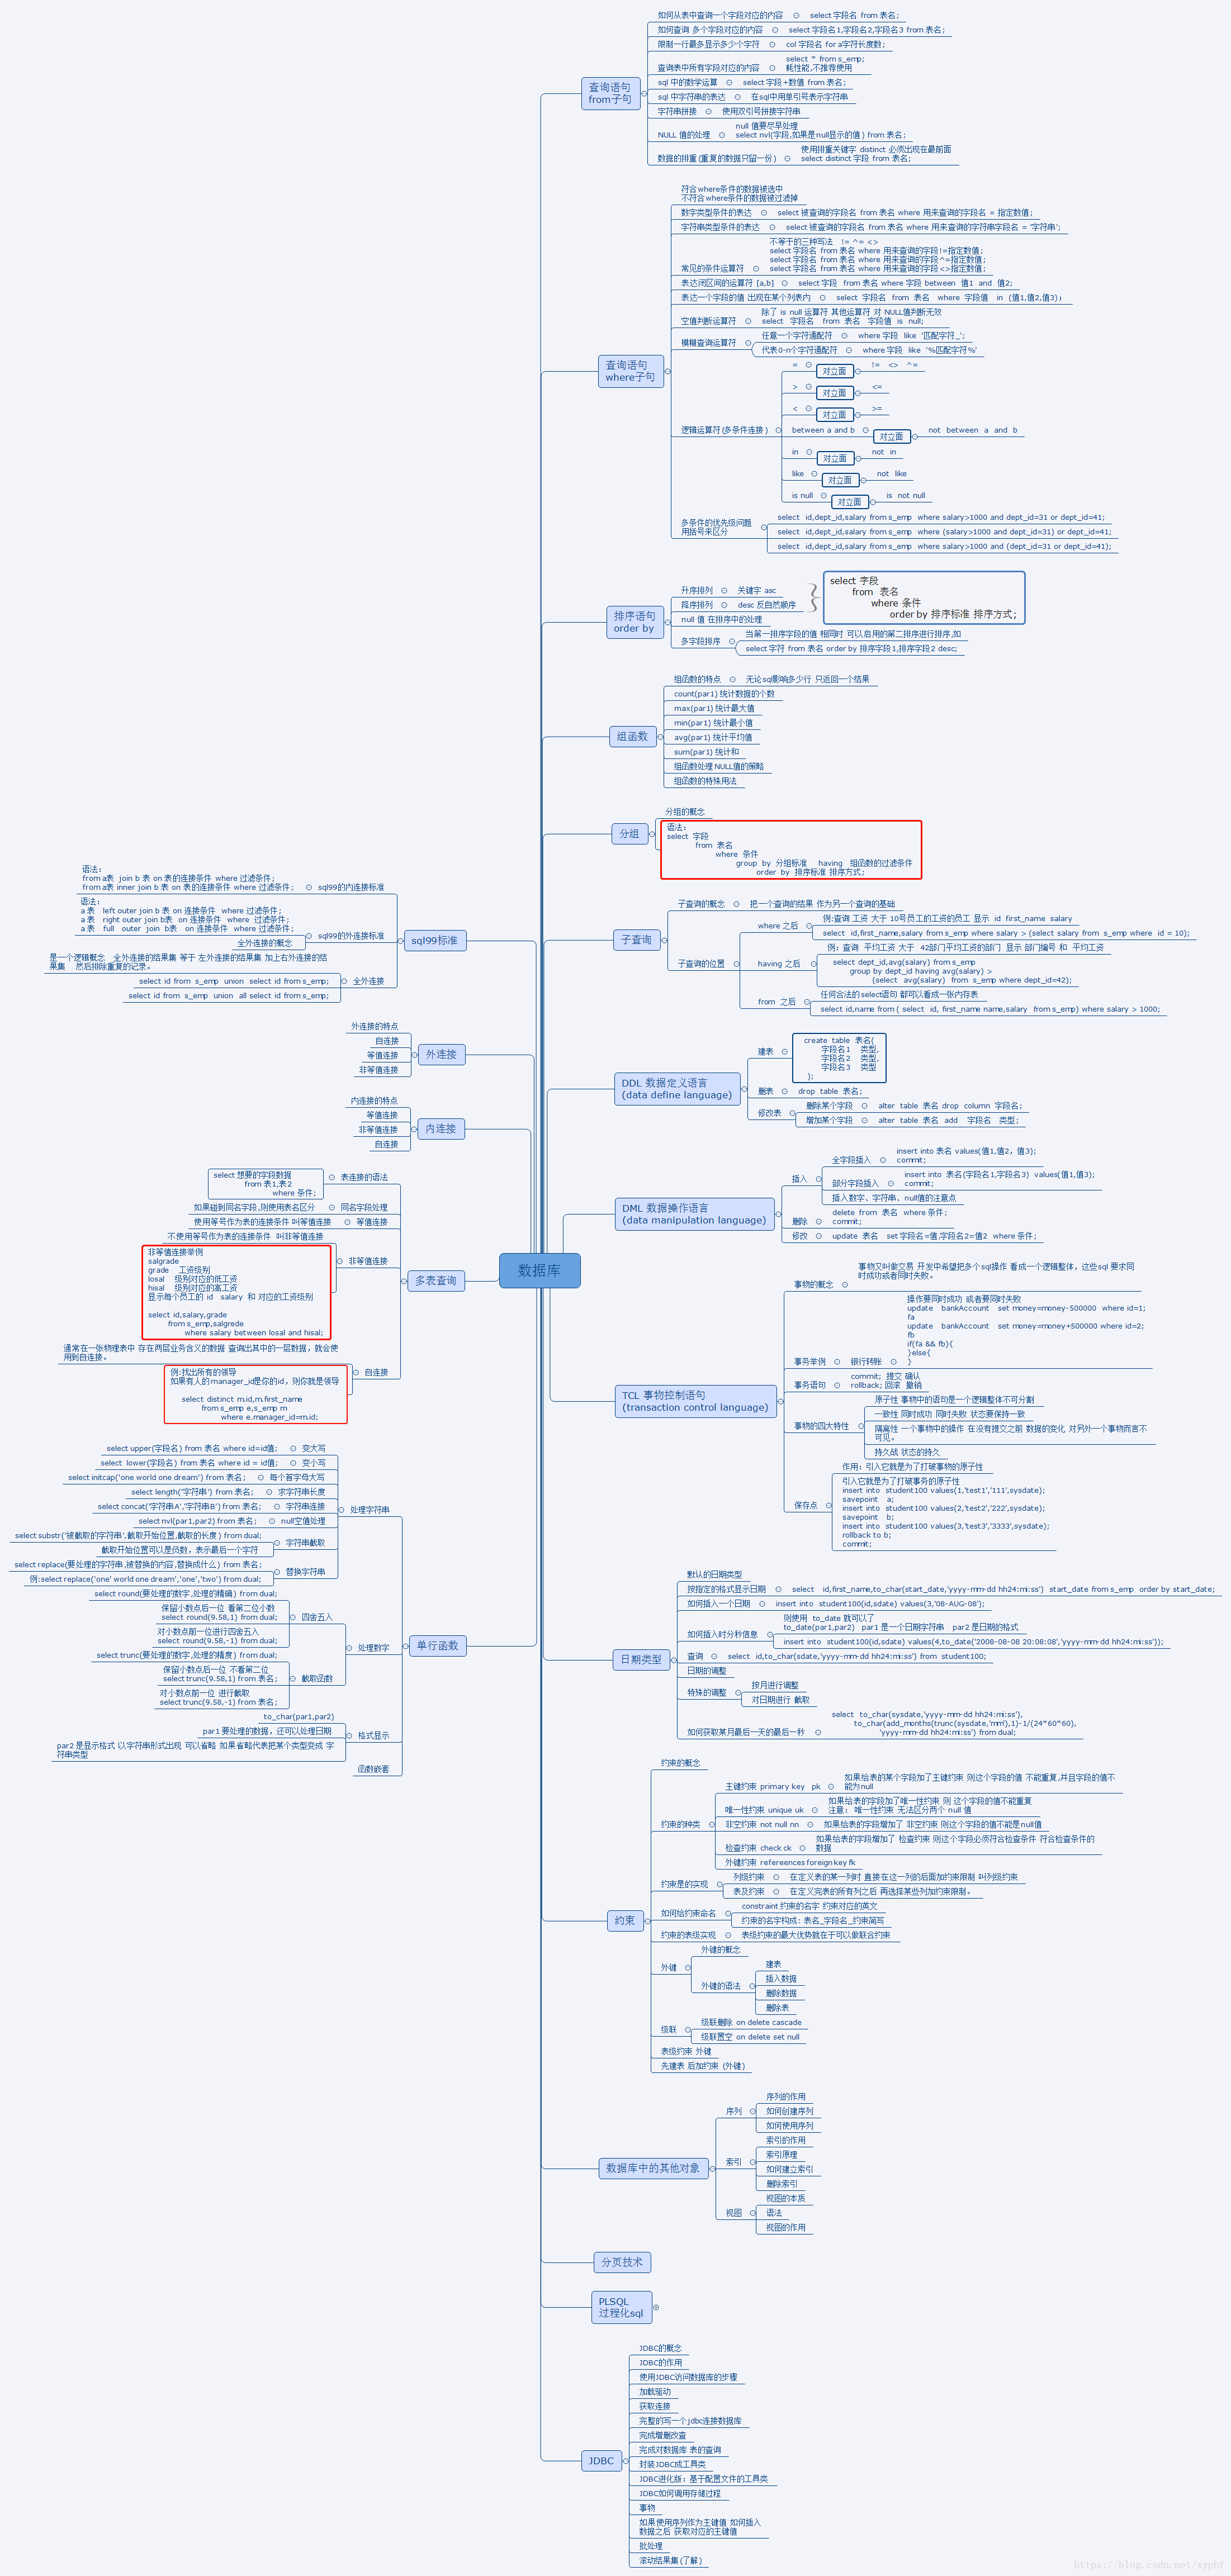 数据库
查询语句
from子句
如何从表中查询一个字段对应的内容
select 字段名 from 表名;
如何查询 多个字段对应的内容
select 字段名1,字段名2,字段名3 from 表名;
限制一行最多显示多少个字符
col 字段名 for a字符长度数;
查询表中所有字段对应的内容
select * from s_emp;
耗性能,不推荐使用
sql 中的数学运算
select 字段+数值 from 表名;
sql 中字符串的表达
在sql中用单引号表示字符串
字符串拼接
使用双引号拼接字符串
NULL 值的处理
null 值要尽早处理
select nvl(字段,如果是null显示的值) from 表名;
数据的排重(重复的数据只留一份)
使用排重关键字 distinct 必须出现在最前面
select distinct 字段 from 表名;
查询语句
where子句
符合where条件的数据被选中
不符合where条件的数据被过滤掉
数字类型条件的表达
select 被查询的字段名 from 表名 where 用来查询的字段名 = 指定数值;
字符串类型条件的表达
select 被查询的字段名 from 表名 where 用来查询的字符串字段名 = '字符串';
常见的条件运算符
不等于的三种写法 != ^= <>
select 字段名 from 表名 where 用来查询的字段!=指定数值;
select 字段名 from 表名 where 用来查询的字段^=指定数值;
select 字段名 from 表名 where 用来查询的字段<>指定数值;
表达闭区间的运算符 [a,b]
select 字段 from 表名 where 字段 between 值1 and 值2;
表达一个字段的值 出现在某个列表内
select 字段名 from 表名 where 字段值 in (值1,值2,值3);
空值判断运算符
除了 is null 运算符 其他运算符 对 NULL值判断无效
select 字段名 from 表名 字段值 is null;
模糊查询运算符
任意一个字符通配符
where 字段 like '匹配字符_';
代表0-n个字符通配符
where 字段 like '%匹配字符%'
逻辑运算符(多条件连接)
= 对立面 != <> ^=
> 对立面 <=
< 对立面 >=
between a and b 对立面 not between a and b
in 对立面 not in
like 对立面 not like
is null 对立面 is not null
多条件的优先级问题
用括号来区分
select id,dept_id,salary from s_emp where salary>1000 and dept_id=31 or dept_id=41;
select id,dept_id,salary from s_emp where (salary>1000 and dept_id=31) or dept_id=41;
select id,dept_id,salary from s_emp where salary>1000 and (dept_id=31 or dept_id=41);
排序语句
order by
升序排列
关键字 asc
降序排列
desc 反自然顺序
select 字段
from 表名
where 条件
order by 排序标准 排序方式;
null 值 在排序中的处理
多字段排序
当第一排序字段的值 相同时 可以启用的第二排序进行排序,如
select 字符 from 表名 order by 排序字段1,排序字段2 desc;
组函数
组函数的特点
无论sql影响多少行 只返回一个结果
count(par1) 统计数据的个数
max(par1) 统计最大值
min(par1) 统计最小值
avg(par1) 统计平均值
sum(par1) 统计和
组函数处理 NULL值的策略
组函数的特殊用法
分组
分组的概念
语法:
select 字段
from 表名
where 条件
group by 分组标准 having 组函数的过滤条件
order by 排序标准 排序方式;
子查询
子查询的概念
把一个查询的结果 作为另一个查询的基础
子查询的位置
where 之后
例:查询 工资 大于 10号员工的工资的员工 显示 id first_name salary
select id,first_name,salary from s_emp where salary > (select salary from s_emp where id = 10);
having 之后
例: 查询 平均工资 大于 42部门平均工资的部门 显示 部门编号 和 平均工资
select dept_id,avg(salary) from s_emp
group by dept_id having avg(salary) >
(select avg(salary) from s_emp where dept_id=42);
from 之后
任何合法的select语句 都可以看成一张内存表
select id,name from ( select id, first_name name,salary from s_emp) where salary > 1000;
DDL 数据定义语言
(data define language)
建表
create table 表名(
字段名1 类型,
字段名2 类型,
字段名3 类型
);
删表
drop table 表名;
修改表
删除某个字段
alter table 表名 drop column 字段名;
增加某个字段
alter table 表名 add 字段名 类型;
DML 数据操作语言
(data manipulation language)
插入
全字段插入
insert into 表名 values(值1,值2, 值3);
commit;
部分字段插入
insert into 表名(字段名1,字段名3) values(值1,值3);
commit;
插入数字、字符串、null值的注意点
删除
delete from 表名 where 条件;
commit;
修改
update 表名 set 字段名=值,字段名2=值2 where 条件;
TCL 事物控制语句
(transaction control language)
事物的概念
事物又叫做交易 开发中希望把多个sql操作 看成一个逻辑整体, 这些sql 要求同
时成功或者同时失败。
事务举例
银行转账
操作要同时成功 或者要同时失败
update bankAccount set money=money-500000 where id=1;
fa
update bankAccount set money=money+500000 where id=2;
fb
if(fa && fb){
}else{
}
事务语句
commit; 提交 确认
rollback; 回滚 撤销
事物的四大特性
原子性 事物中的语句是一个逻辑整体不可分割
一致性 同时成功 同时失败 状态要保持一致
隔离性 一个事物中的操作 在没有提交之前 数据的变化 对另外一个事物而言不
可见。
持久战 状态的持久
保存点
作用: 引入它就是为了打破事物的原子性
引入它就是为了打破事务的原子性
insert into student100 values(1,'test1','111',sysdate);
savepoint a;
insert into student100 values(2,'test2','222',sysdate);
savepoint b;
insert into student100 values(3,'test3','3333',sysdate);
rollback to b;
commit;
日期类型
默认的日期类型
按指定的格式显示日期
select id,first_name,to_char(start_date,'yyyy-mm-dd hh24:mi:ss') start_date from s_emp order by start_date;
如何插入一个日期
insert into student100(id,sdate) values(3,'08-AUG-08');
如何插入时分秒信息
则使用 to_date 就可以了
to_date(par1,par2) par1 是一个日期字符串 par2 是日期的格式
insert into student100(id,sdate) values(4,to_date('2008-08-08 20:08:08','yyyy-mm-dd hh24:mi:ss'));
查询
select id,to_char(sdate,'yyyy-mm-dd hh24:mi:ss') from student100;
日期的调整
特殊的调整
按月进行调整
对日期进行 截取
如何获取某月最后一天的最后一秒
select to_char(sysdate,'yyyy-mm-dd hh24:mi:ss'),
to_char(add_months(trunc(sysdate,'mm'),1)-1/(24*60*60),
'yyyy-mm-dd hh24:mi:ss') from dual;
约束
约束的概念
约束的种类
主键约束 primary key pk
如果给表的某个字段加了主键约束 则这个字段的值 不能重复,并且字段的值不
能为null
唯一性约束 unique uk
如果给表的字段加了唯一性约束 则 这个字段的值不能重复
注意: 唯一性约束 无法区分两个 null 值
非空约束 not null nn
如果给表的字段增加了 非空约束 则这个字段的值不能是null值
检查约束 check ck
如果给表的字段增加了 检查约束 则这个字段必须符合检查条件 符合检查条件的
数据
外键约束 refereences foreign key fk
约束是的实现
列级约束
在定义表的某一列时 直接在这一列的后面加约束限制 叫列级约束
表及约束
在定义完表的所有列之后 再选择某些列加约束限制。
如何给约束命名
constraint 约束的名字 约束对应的英文
约束的名字构成: 表名_字段名_约束简写
约束的表级实现
表级约束的最大优势就在于可以做联合约束
外键
外键的概念
外键的语法
建表
插入数据
删除数据
删除表
级联
级联删除 on delete cascade
级联置空 on delete set null
表级约束 外键
先建表 后加约束 (外键)
数据库中的其他对象
序列
序列的作用
如何创建序列
如何使用序列
索引
索引的作用
索引原理
如何建立索引
删除索引
视图
视图的本质
语法
视图的作用
分页技术
PLSQL
过程化sql
JDBC
JDBC的概念
JDBC的作用
使用JDBC访问数据库的步骤
加载驱动
获取连接
完整的写一个jdbc连接数据库
完成增删改查
完成对数据库 表的查询
封装JDBC成工具类
JDBC进化版: 基于配置文件的工具类
JDBC如何调用存储过程
事物
如果使用序列作为主键值 如何插入
数据之后 获取对应的主键值
批处理
滚动结果集(了解)
sql99标准
语法:
from a表 join b 表 on 表的连接条件 where 过滤条件;
from a表 inner join b 表 on 表的连接条件 where 过滤条件;
sql99的内连接标准
语法:
a 表 left outer join b 表 on 连接条件 where 过滤条件;
a 表 right outer join b表 on 连接条件 where 过滤条件;
a 表 full outer join b表 on 连接条件 where 过滤条件;
sql99的外连接标准
全外连接的概念
是一个逻辑概念 全外连接的结果集 等于 左外连接的结果集 加上右外连接的结
果集 然后排除重复的记录。
select id from s_emp union select id from s_emp;
全外连接
select id from s_emp union all select id from s_emp;
外连接
外连接的特点
自连接
等值连接
非等值连接
内连接
内连接的特点
等值连接
非等值连接
自连接
多表查询
select 想要的字段数据
from 表1,表2
where 条件;
表连接的语法
如果碰到同名字段,则使用表名区分
同名字段处理
使用等号作为表的连接条件 叫等值连接
等值连接
不使用等号作为表的连接条件 叫非等值连接
非等值连接举例
salgrade
grade 工资级别
losal 级别对应的低工资
hisal 级别对应的高工资
显示每个员工的 id salary 和 对应的工资级别
select id,salary,grade
from s_emp,salgrede
where salary between losal and hisal;
非等值连接
通常在一张物理表中 存在两层业务含义的数据 查询出其中的一层数据，就会使
用到自连接。
自连接
例:找出所有的领导
如果有人的manager_id是你的id，则你就是领导
select distinct m.id,m.first_name
from s_emp e,s_emp m
where e.manager_id=m.id;
单行函数
处理字符串
select upper(字段名) from 表名 where id=id值;
变大写
select lower(字段名) from 表名 where id = id值;
变小写
select initcap('one world one dream') from 表名;
每个首字母大写
select length('字符串') from 表名;
求字符串长度
select concat('字符串A','字符串B') from 表名;
字符串连接
select nvl(par1,par2) from 表名;
null空值处理
select substr('被截取的字符串',截取开始位置,截取的长度) from dual;
截取开始位置可以是负数，表示最后一个字符
字符串截取
select replace(要处理的字符串,被替换的内容,替换成什么) from 表名;
例:select replace('one' world one dream','one','two') from dual;
替换字符串
处理数字
select round(要处理的数字,处理的精确) from dual;
保留小数点后一位 看第二位小数
select round(9.58,1) from dual;
四舍五入
对小数点前一位进行四舍五入
select round(9.58,-1) from dual;
select trunc(要处理的数字,处理的精度) from dual;
保留小数点后一位 不看第二位
select trunc(9.58,1) from 表名;
截取函数
对小数点前一位 进行截取
select trunc(9.58,-1) from 表名;
to_char(par1,par2)
par1 要处理的数据，还可以处理日期
格式显示
par2 是显示格式 以字符串形式出现 可以省略 如果省略代表把某个类型变成 字
符串类型
函数嵌套
https://blog.csdn.net/xyphf